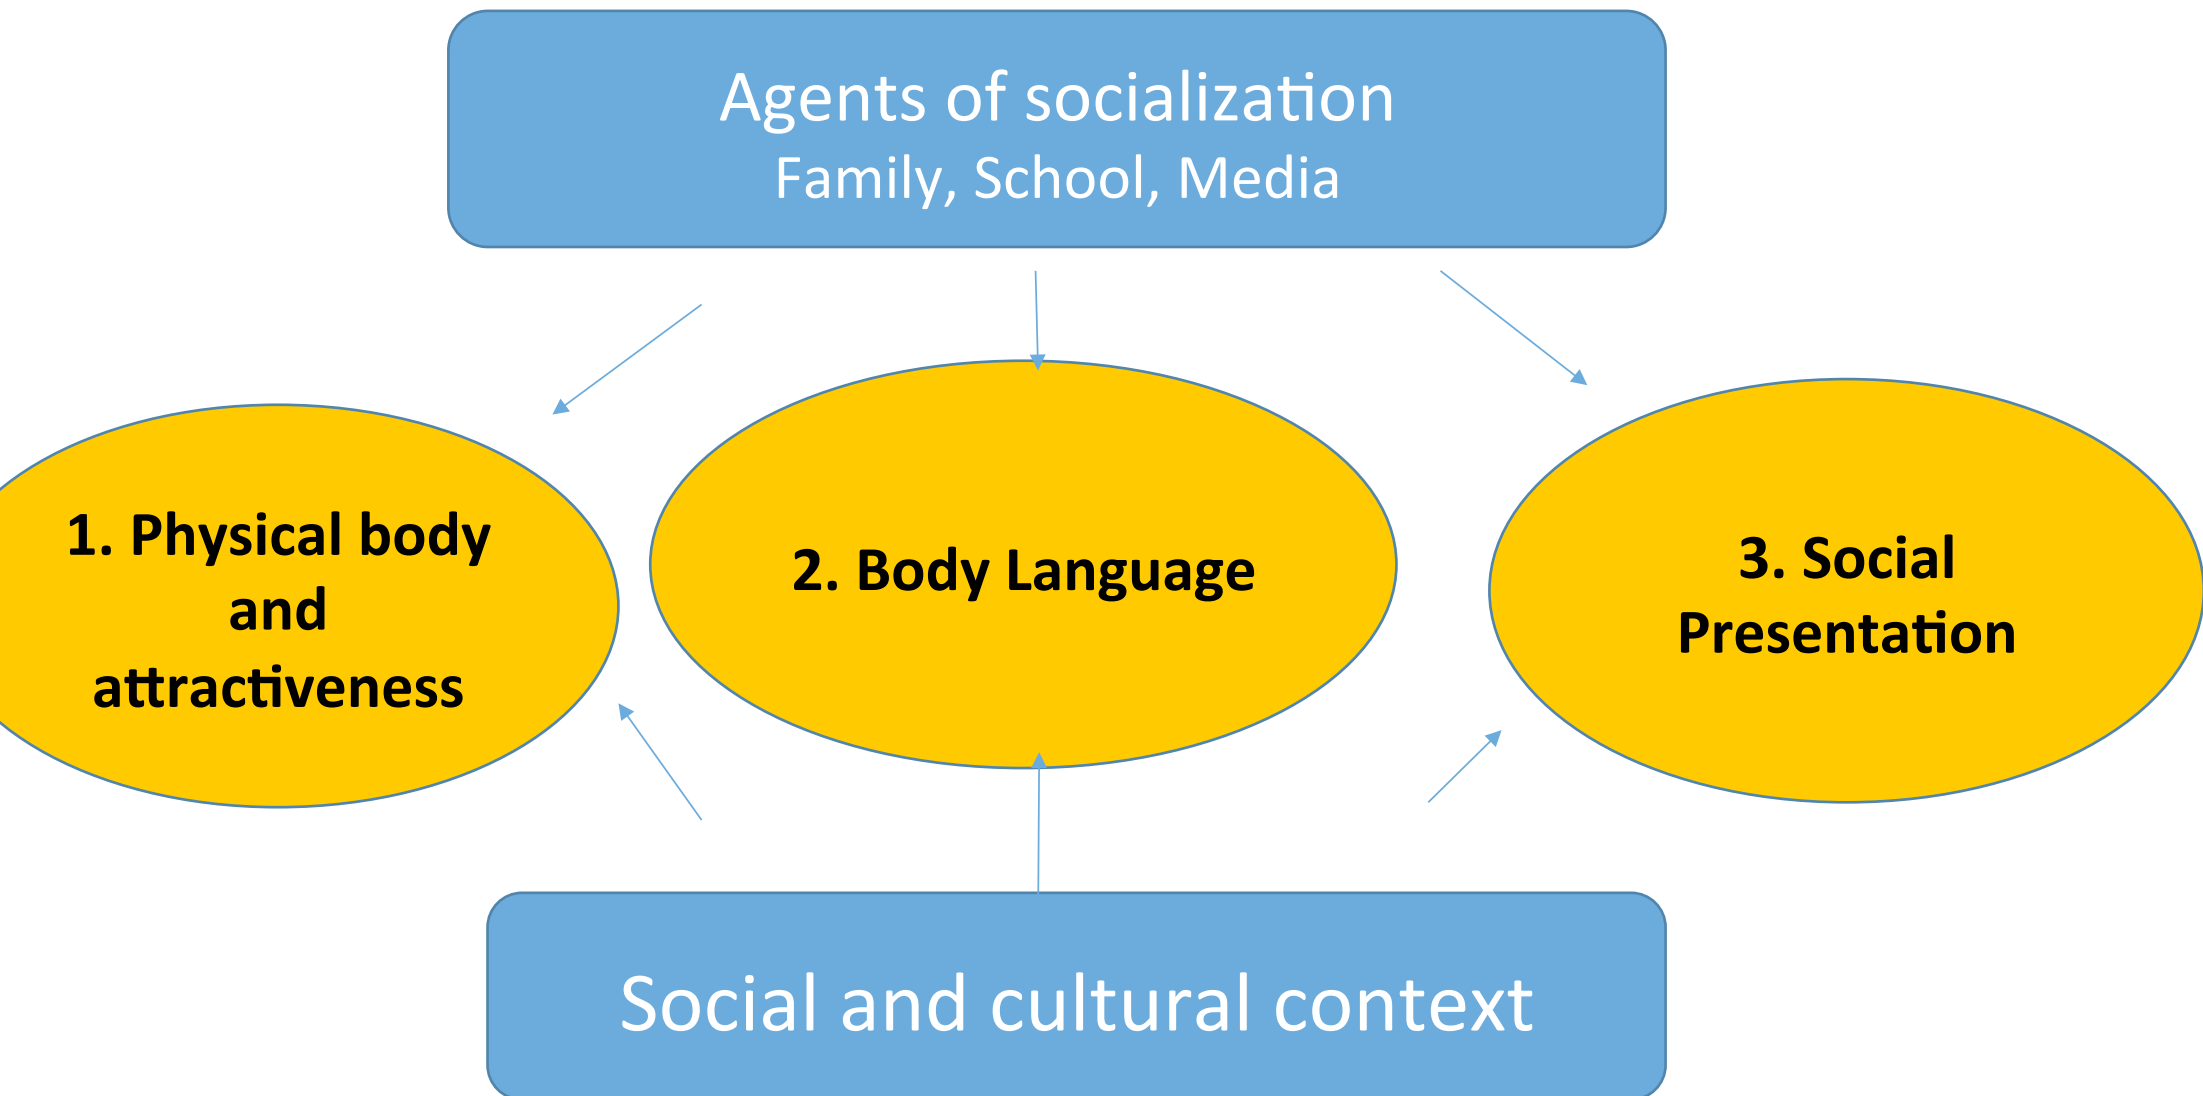 Agents of socialization
Family, School, Media
1. Physical body
and
attractiveness
2. Body Language
3. Social
Presentation
Social and cultural context